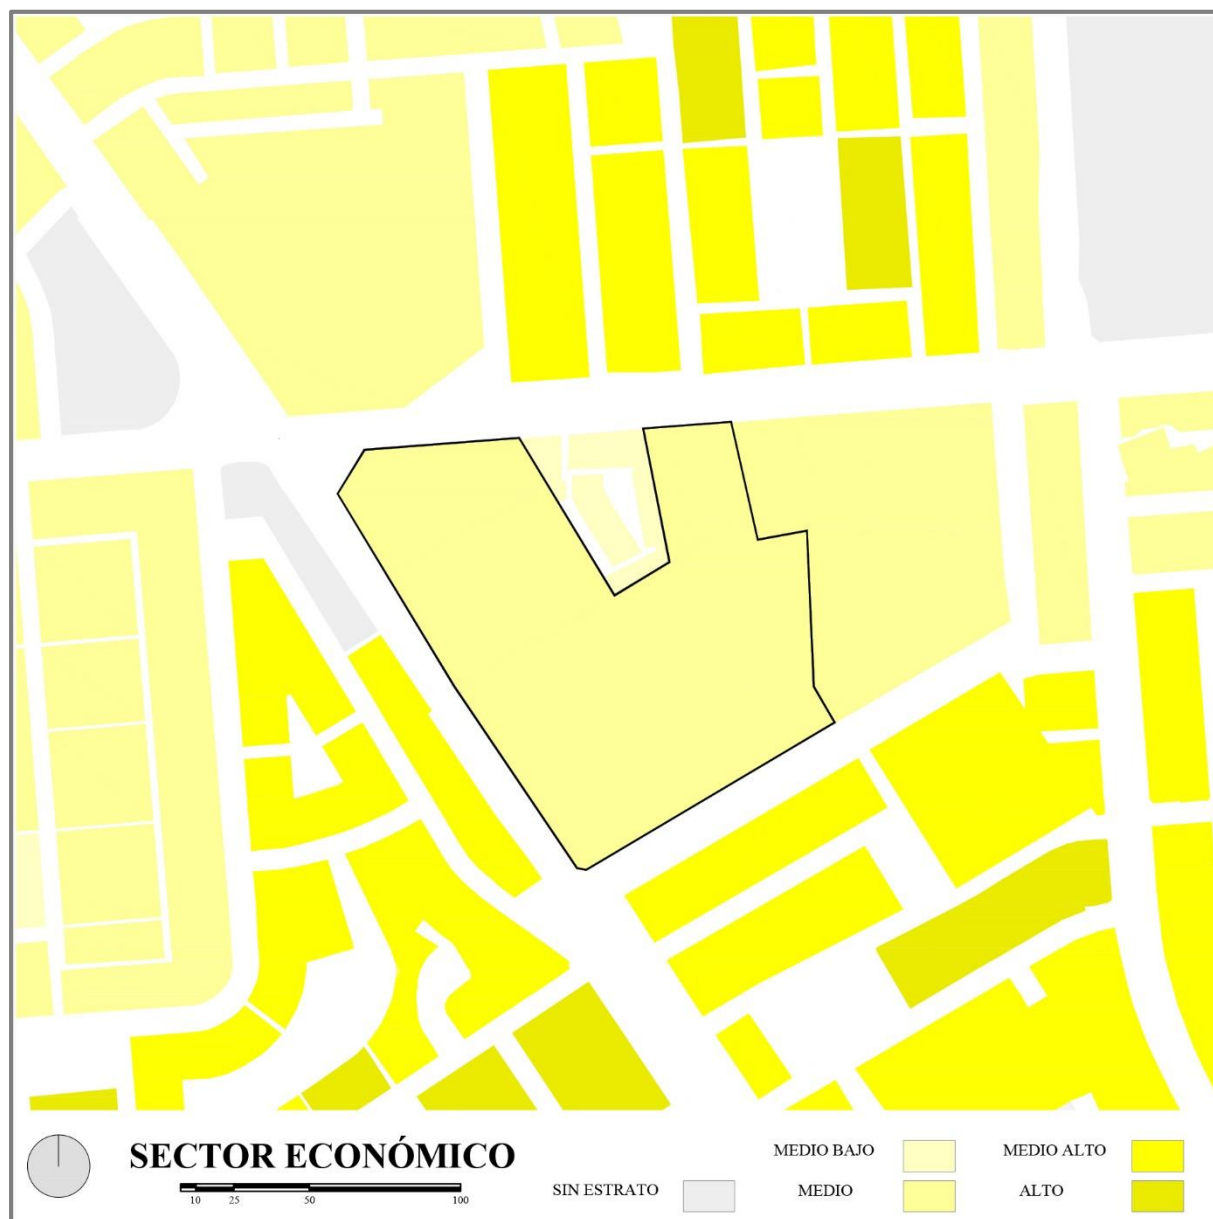 SECTOR ECONÓMICO
10 25 50 100
SIN ESTRATO
MEDIO BAJO
MEDIO
MEDIO ALTO
ALTO